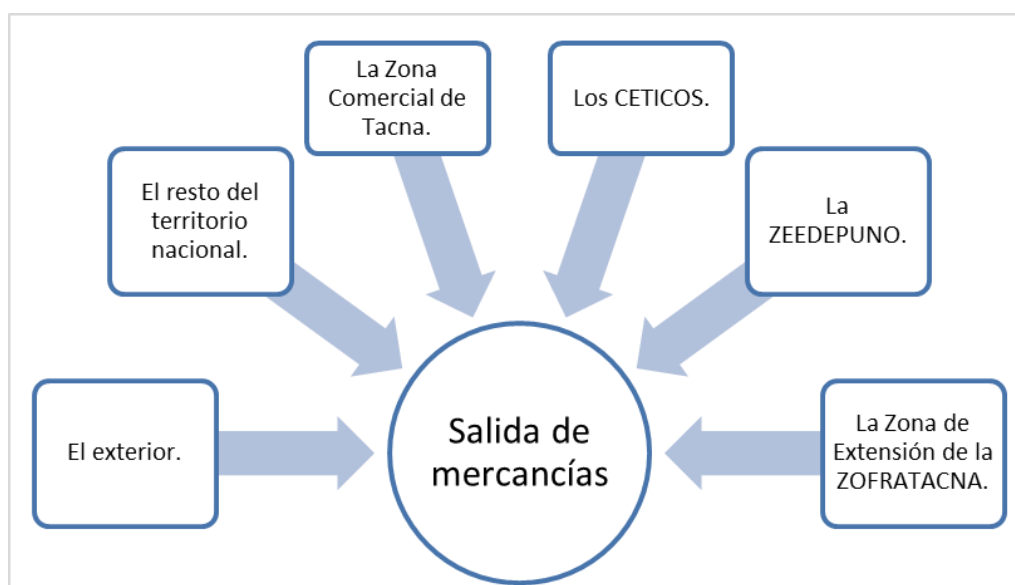 La Zona
Comercial de
Tacna.
Los CETICOS.
El resto del
territorio
nacional.
La
ZEEDEPUNO.
El exterior.
Salida de
mercancías
La Zona de
Extensión de la
ZOFRATACNA.